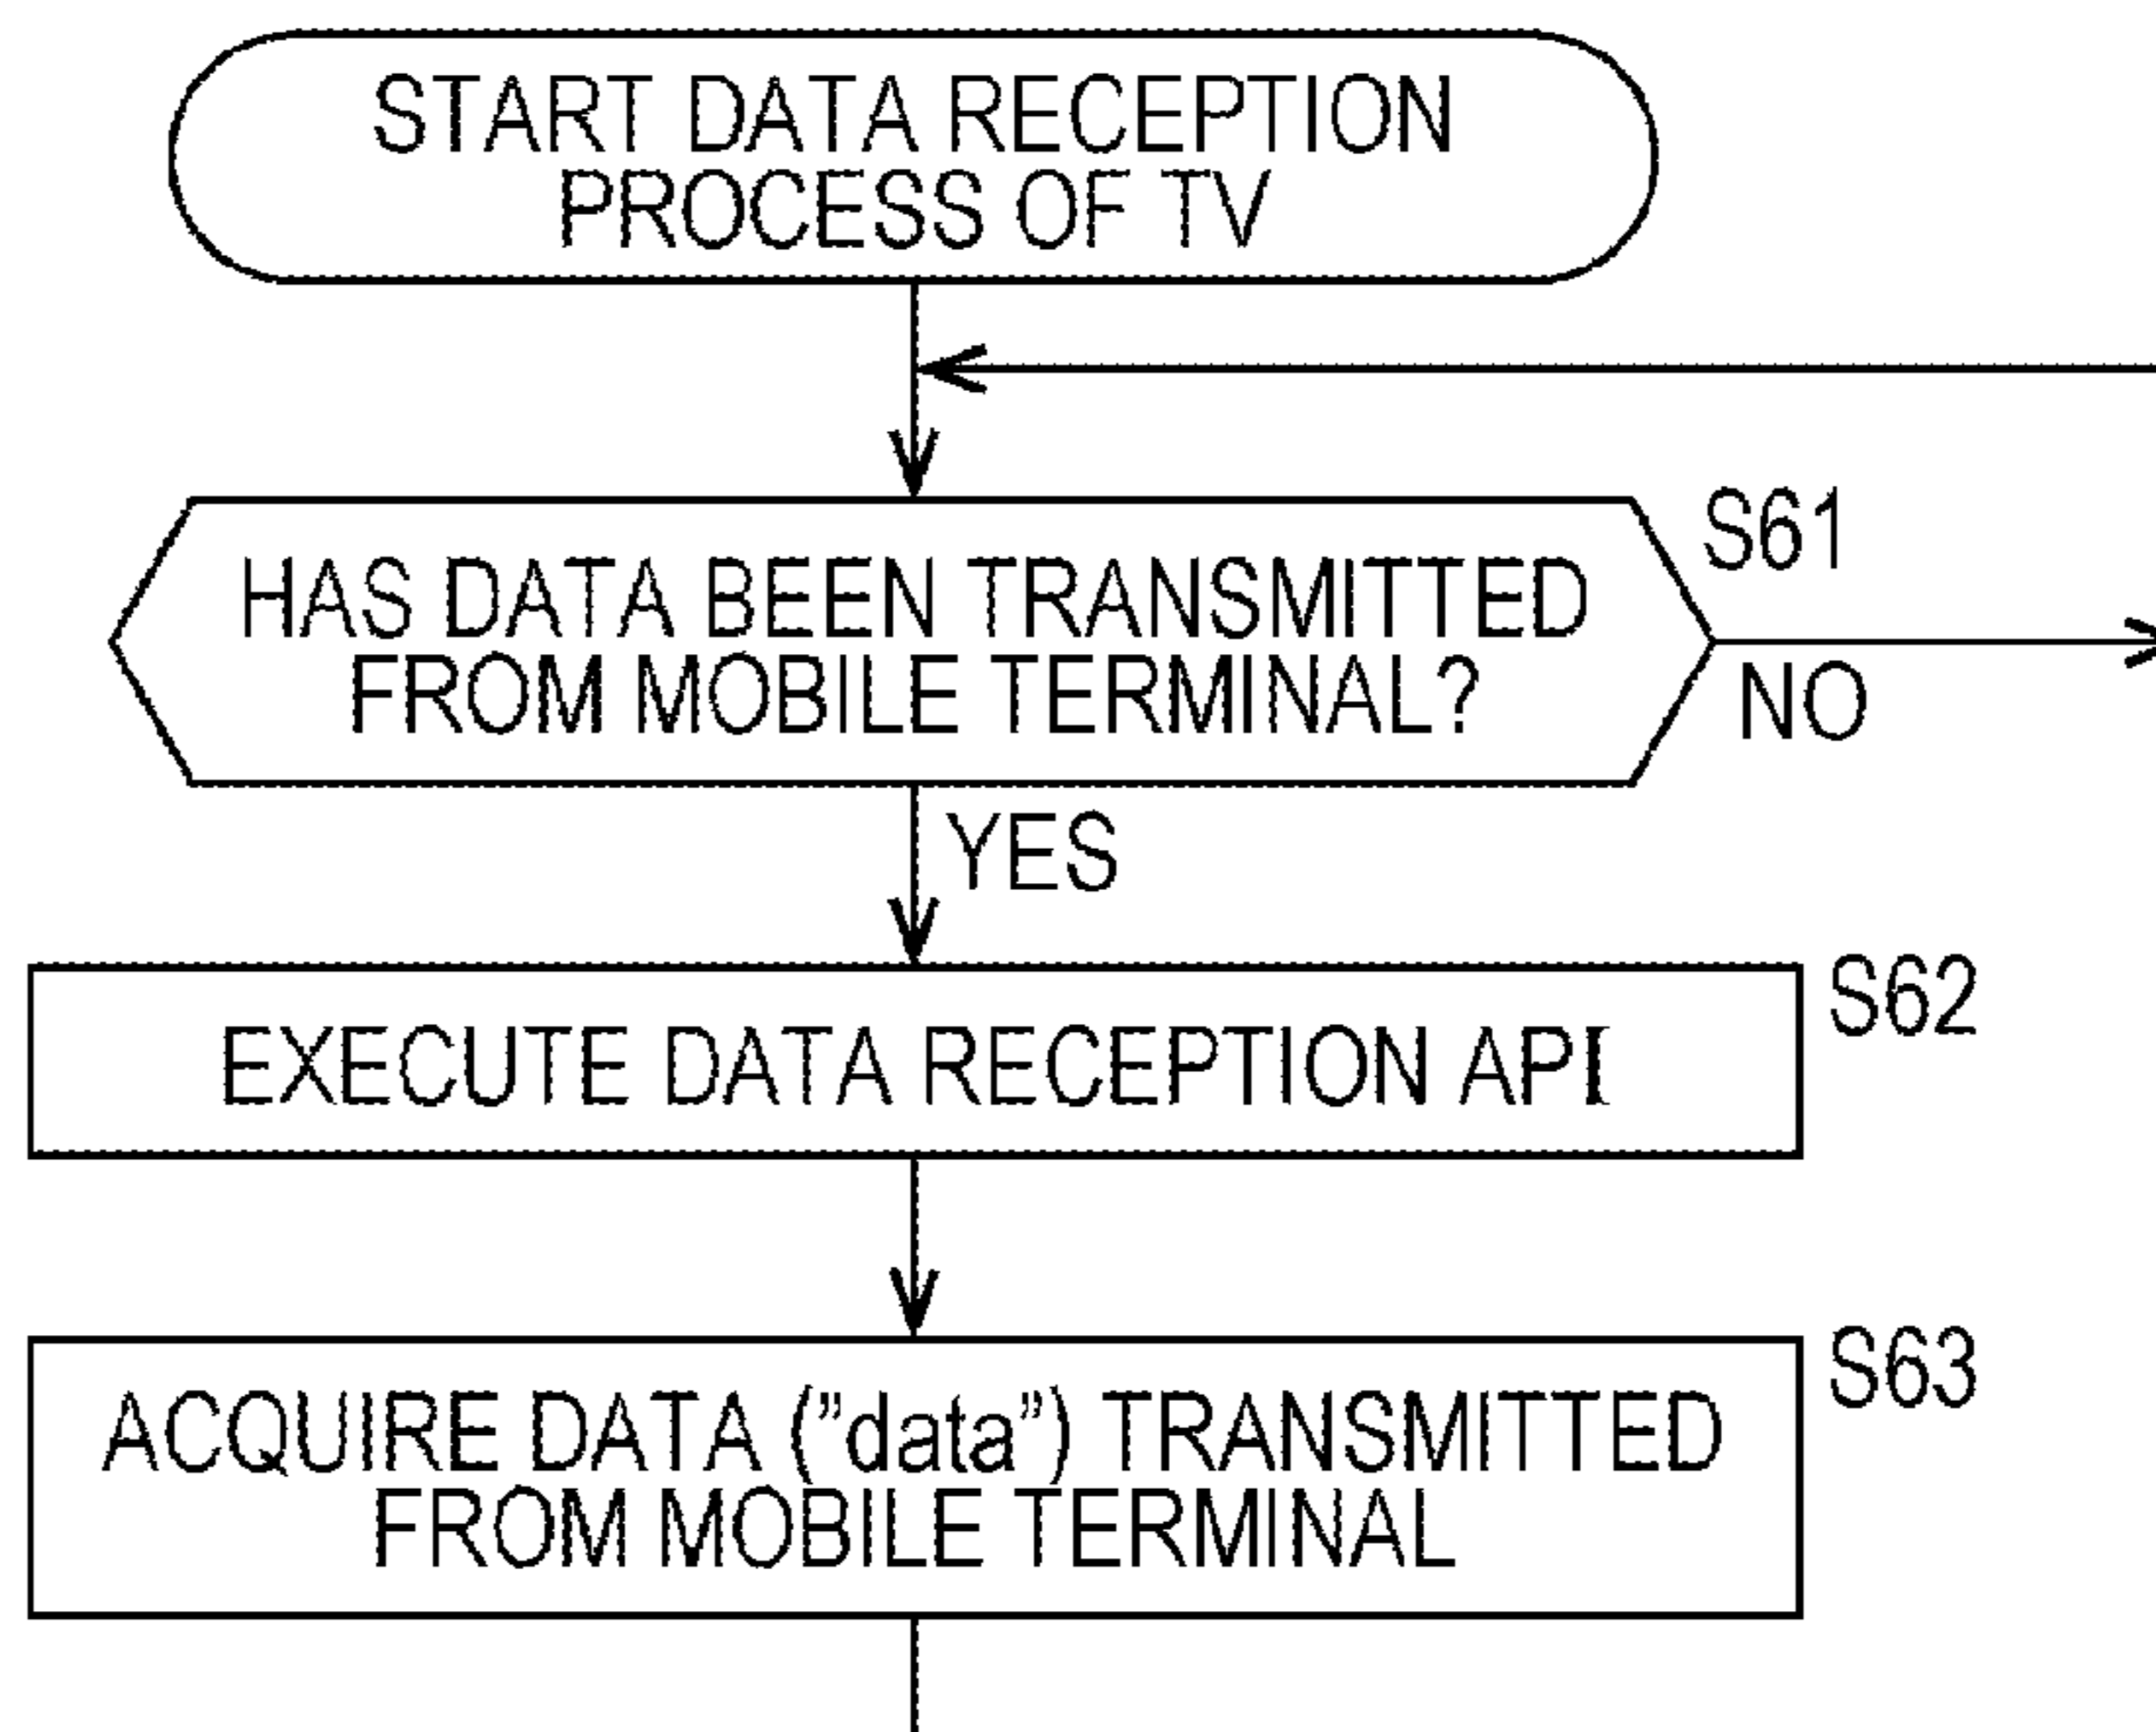 START DATA RECEPTION
PROCESS OF TV
S61
HAS DATA BEEN TRANSMITTED
FROM MOBILE TERMINAL?
NO
YES
S62
EXECUTE DATA RECEPTION API
S63
ACQUIRE DATA (”data”) TRANSMITTED
FROM MOBILE TERMINAL